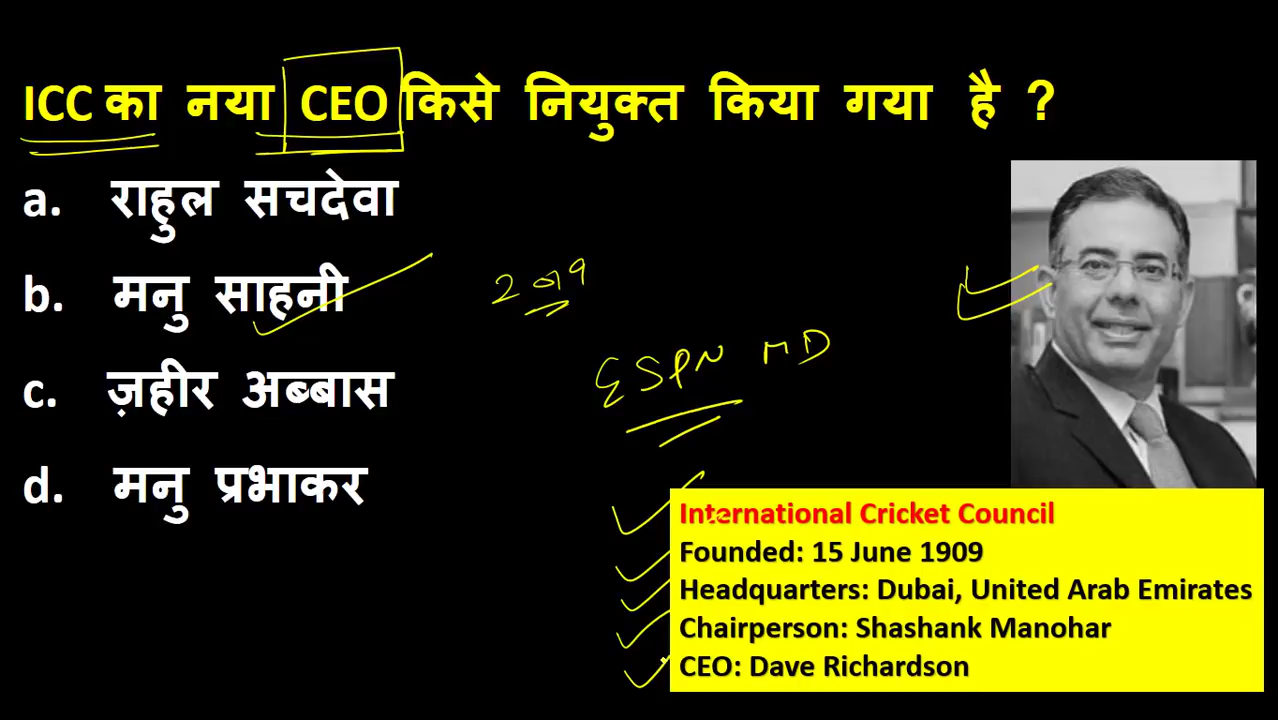 ICC का नया CEO किसे नियुक्त किया गया है ?
a. राहुल सचदेवा
b. मनु साहनी
2019
c. ज़हीर अब्बास
ESPN MD
d. मनु प्रभाकर
International Cricket Council
Founded: 15 June 1909
Headquarters: Dubai, United Arab Emirates
Chairperson: Shashank Manohar
CEO: Dave Richardson